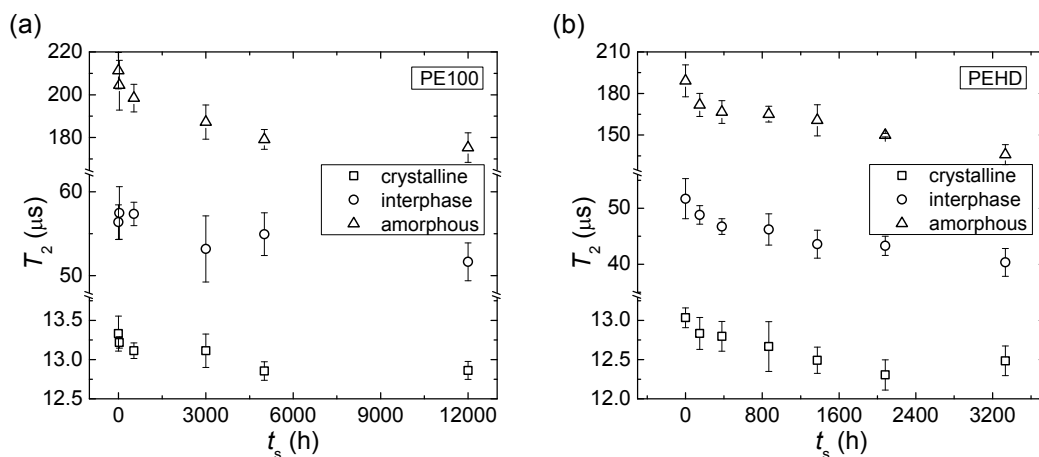 (a)
PE100
220
200
180
60
50
13.5
13.0
12.5
T₂ (μs)
crystalline
interphase
amorphous
0 3000 6000 9000 12000
tₛ (h)
(b)
PEHD
210
180
150
50
40
13.0
12.5
12.0
T₂ (μs)
crystalline
interphase
amorphous
0 800 1600 2400 3200
tₛ (h)